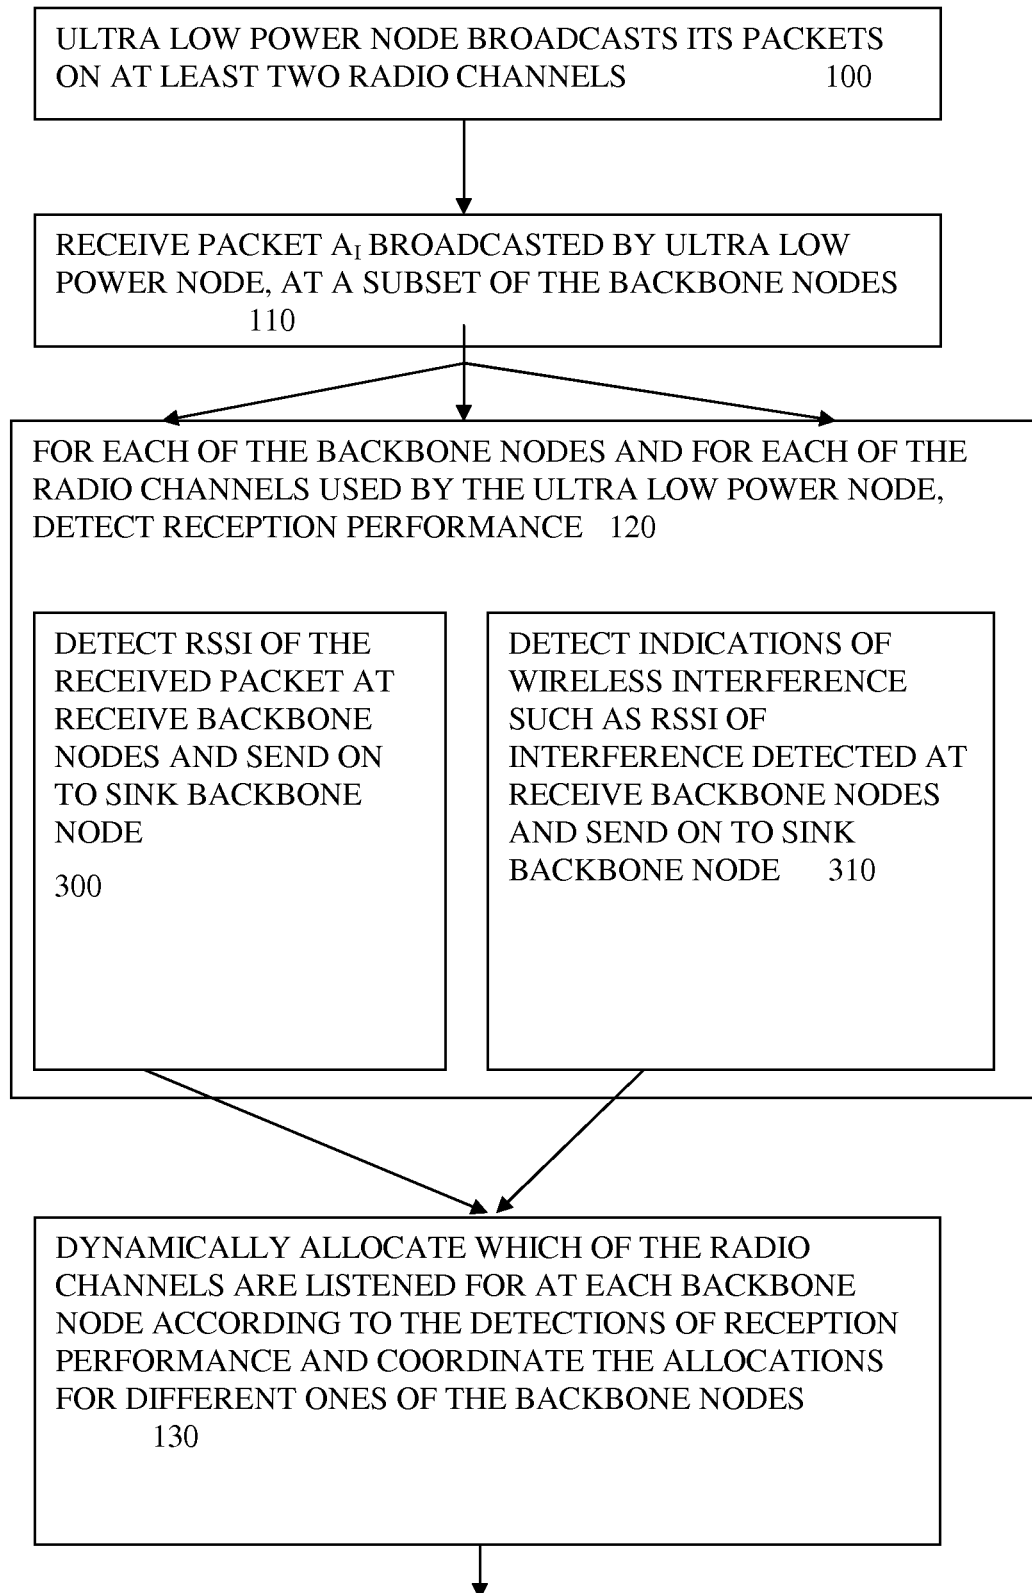 ULTRA LOW POWER NODE BROADCASTS ITS PACKETS
ON AT LEAST TWO RADIO CHANNELS 100
RECEIVE PACKET A_I BROADCASTED BY ULTRA LOW
POWER NODE, AT A SUBSET OF THE BACKBONE NODES
110
FOR EACH OF THE BACKBONE NODES AND FOR EACH OF THE
RADIO CHANNELS USED BY THE ULTRA LOW POWER NODE,
DETECT RECEPTION PERFORMANCE 120
DETECT RSSI OF THE
RECEIVED PACKET AT
RECEIVE BACKBONE
NODES AND SEND ON
TO SINK BACKBONE
NODE
300
DETECT INDICATIONS OF
WIRELESS INTERFERENCE
SUCH AS RSSI OF
INTERFERENCE DETECTED AT
RECEIVE BACKBONE NODES
AND SEND ON TO SINK
BACKBONE NODE 310
DYNAMICALLY ALLOCATE WHICH OF THE RADIO
CHANNELS ARE LISTENED FOR AT EACH BACKBONE
NODE ACCORDING TO THE DETECTIONS OF RECEPTION
PERFORMANCE AND COORDINATE THE ALLOCATIONS
FOR DIFFERENT ONES OF THE BACKBONE NODES
130